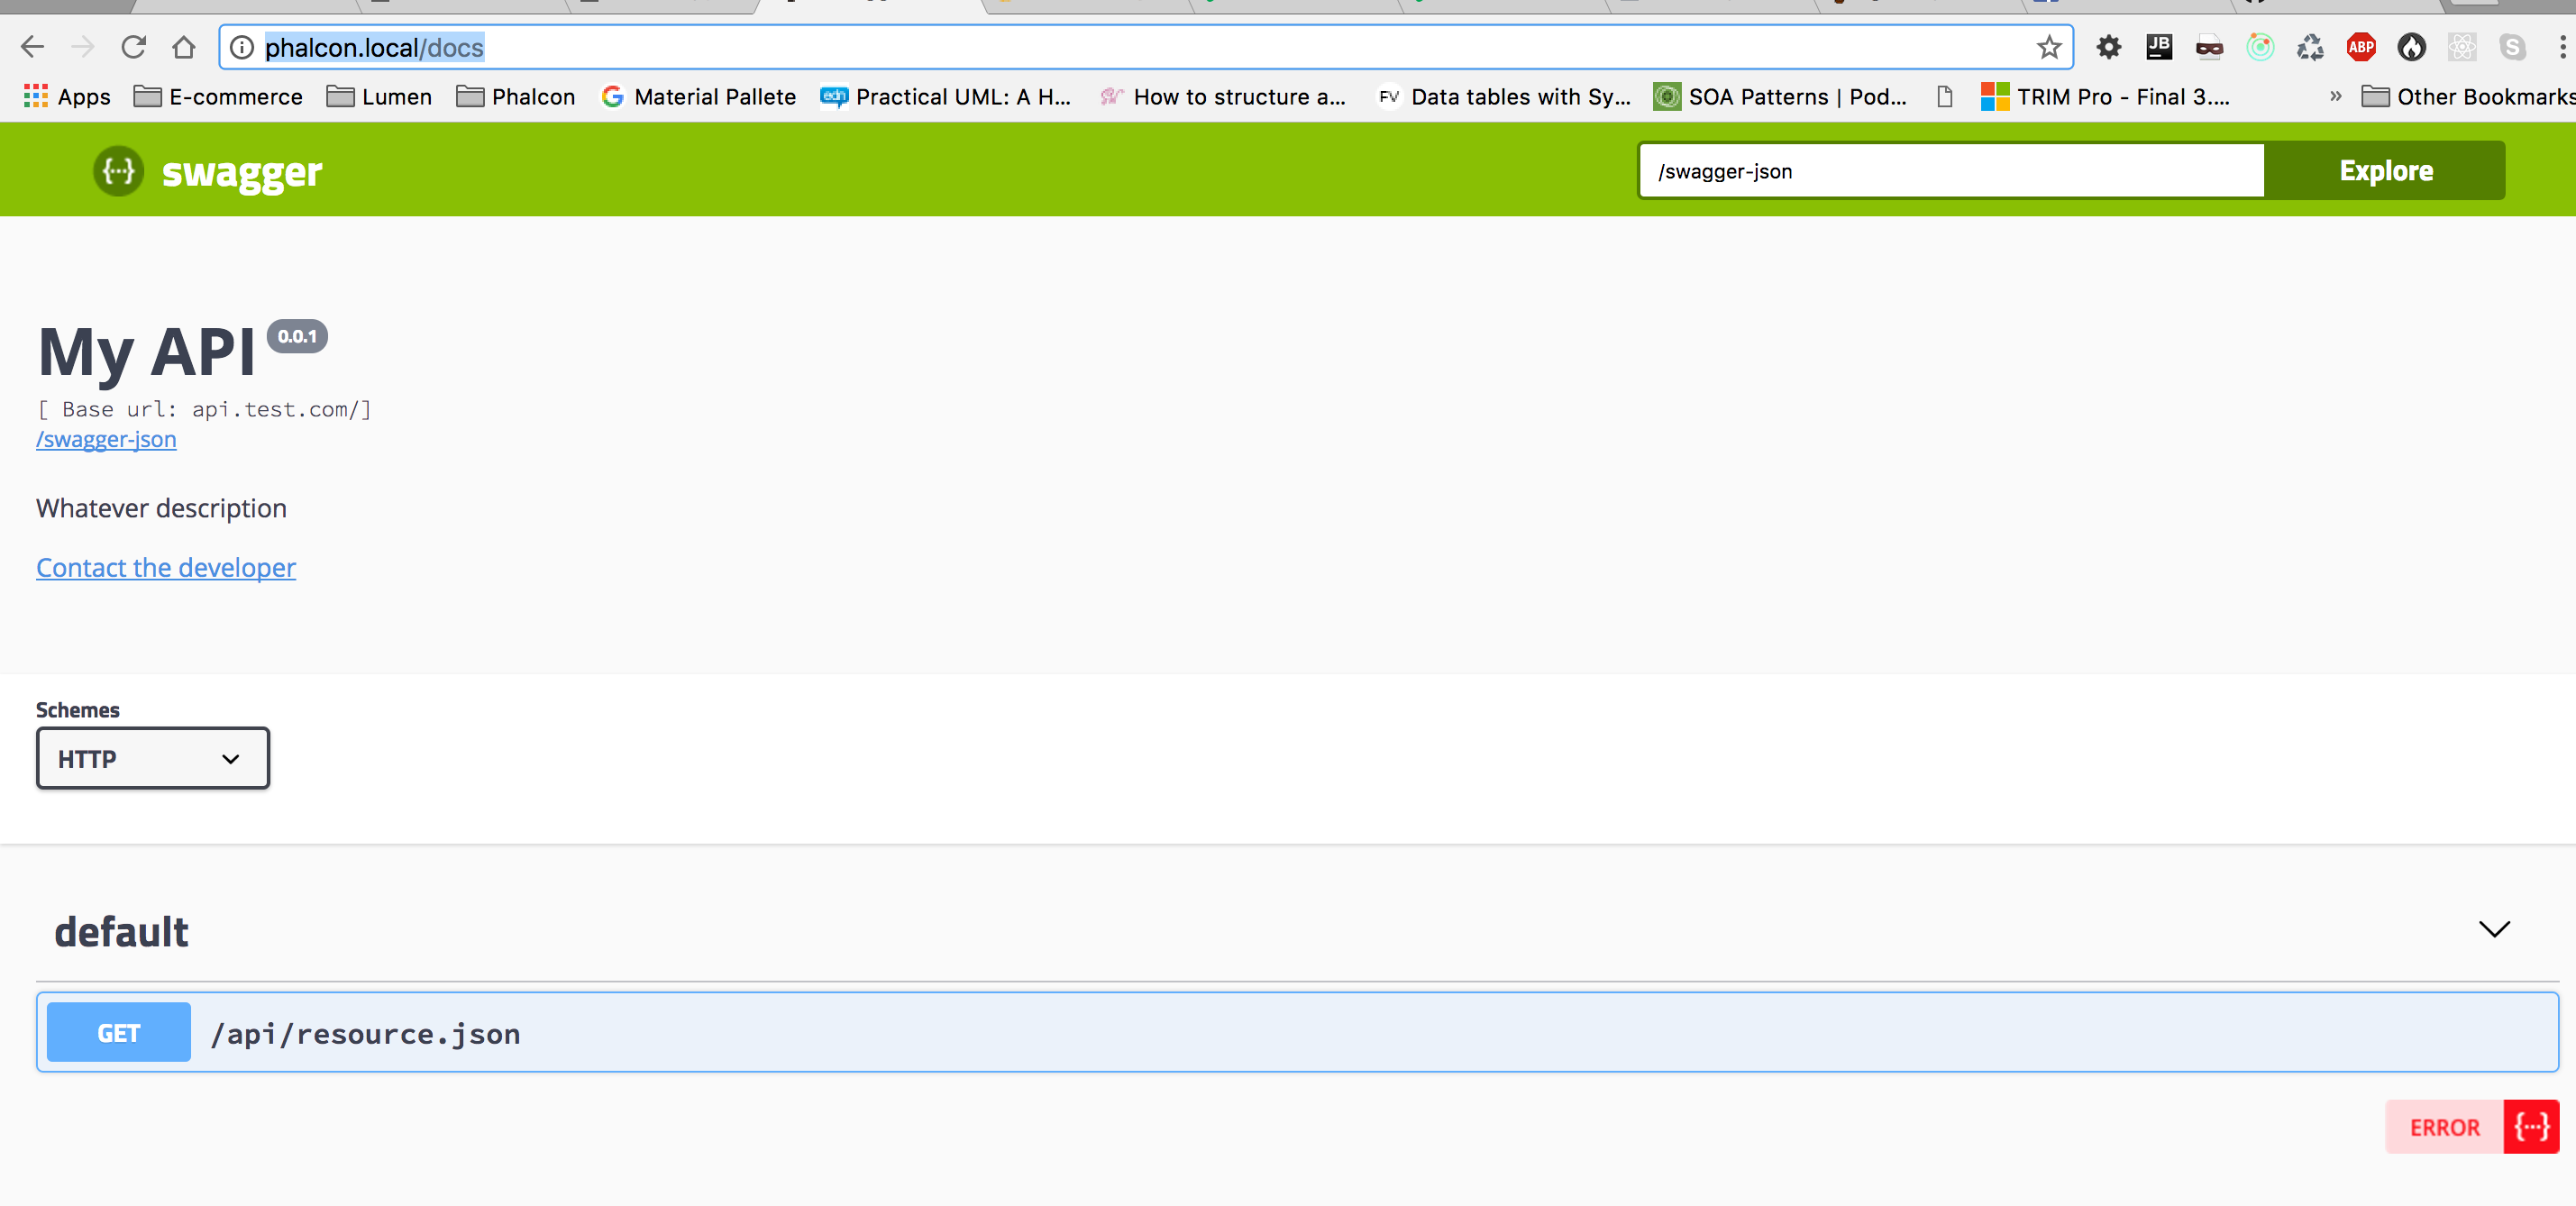 phalcon.local/docs
JB
ABP
S
Apps E-commerce Lumen Phalcon Material Pallete edn Practical UML: A H... How to structure a... FV Data tables with Sy... SOA Patterns | Pod... TRIM Pro - Final 3.... » Other Bookmarks
{...} swagger /swagger-json Explore
My API 0.0.1
[ Base url: api.test.com/]
/swagger-json
Whatever description
Contact the developer
Schemes
HTTP
default
GET /api/resource.json
ERROR {...}